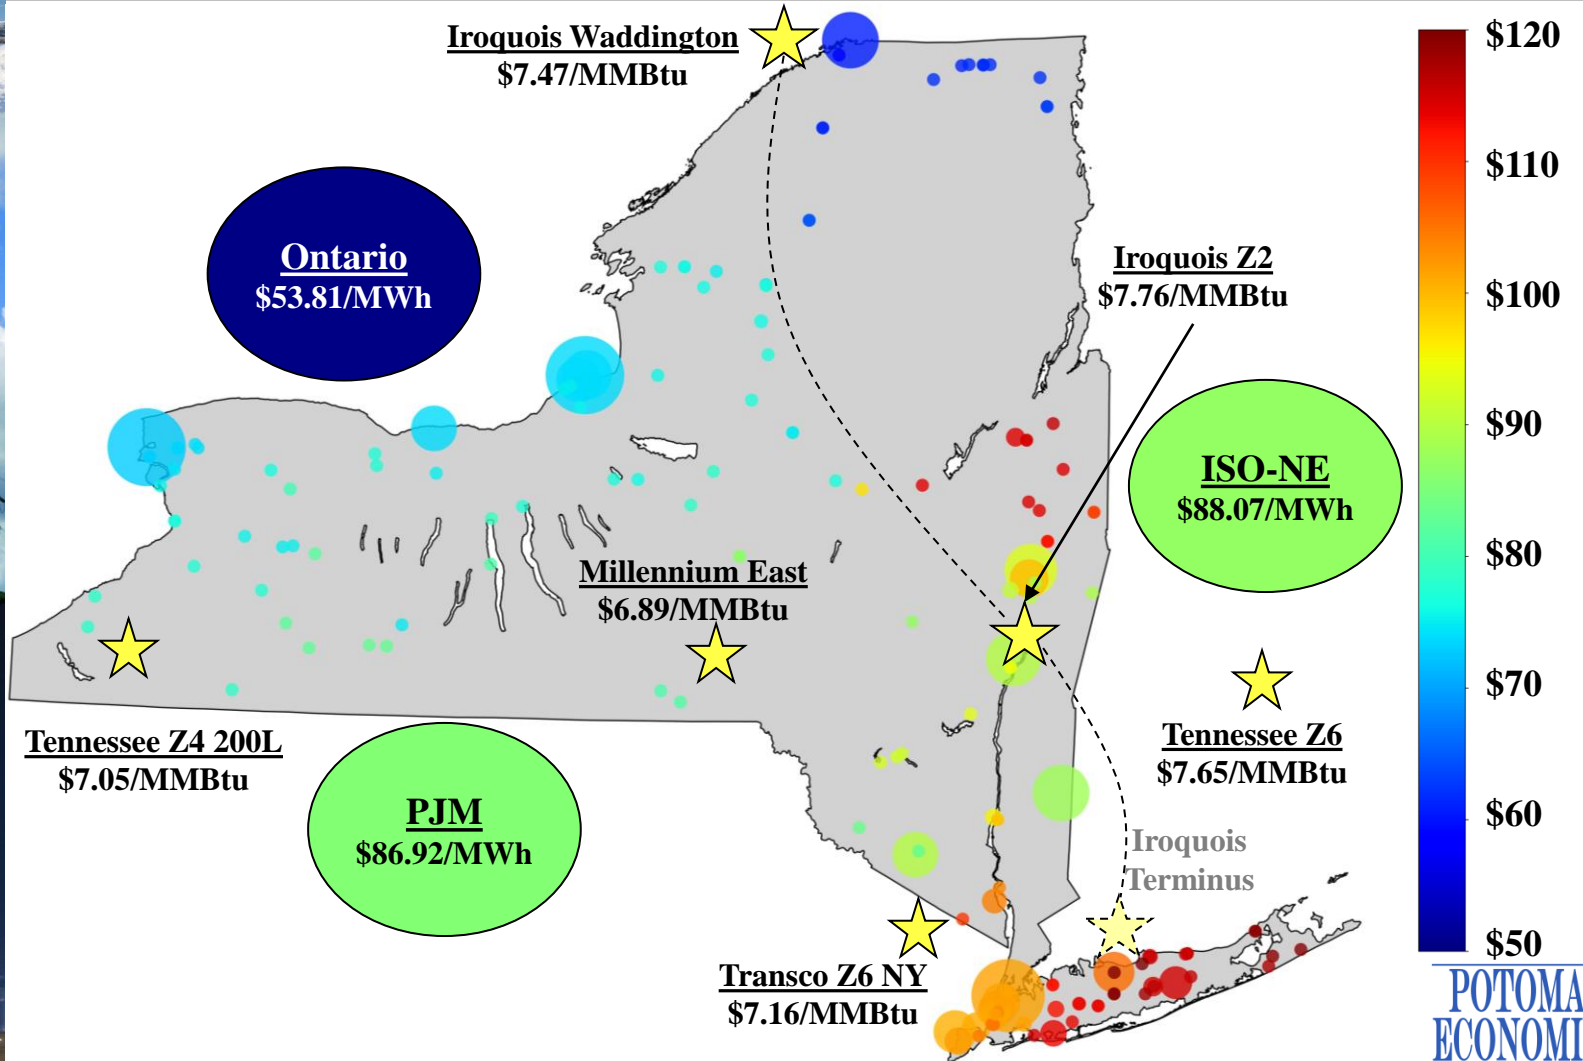 Iroquois Waddington
$7.47/MMBtu
Ontario
$53.81/MWh
Iroquois Z2
$7.76/MMBtu
ISO-NE
$88.07/MWh
Millennium East
$6.89/MMBtu
Tennessee Z4 200L
$7.05/MMBtu
PJM
$86.92/MWh
Tennessee Z6
$7.65/MMBtu
Iroquois
Terminus
Transco Z6 NY
$7.16/MMBtu
$120
$110
$100
$90
$80
$70
$60
$50
POTOMA
ECONOMI